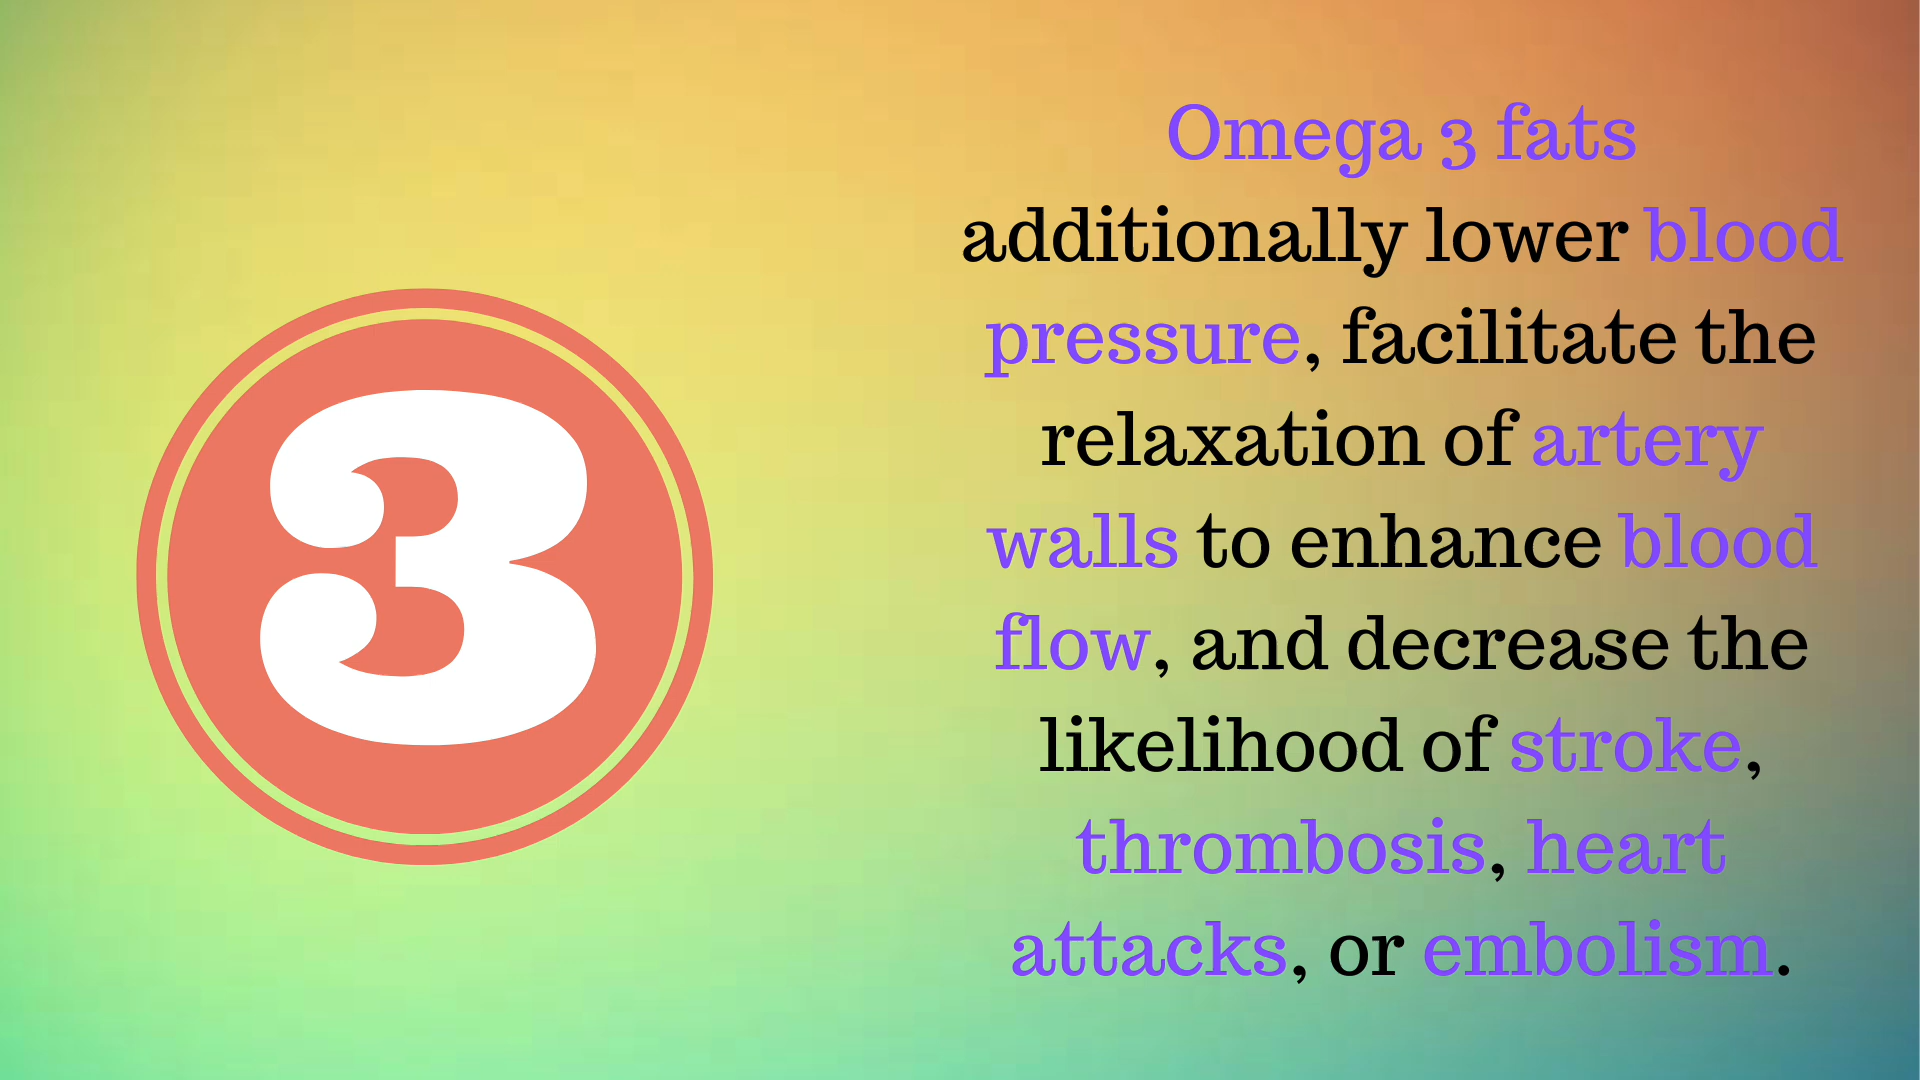 3
Omega 3 fats
additionally lower blood
pressure, facilitate the
relaxation of artery
walls to enhance blood
flow, and decrease the
likelihood of stroke,
thrombosis, heart
attacks, or embolism.